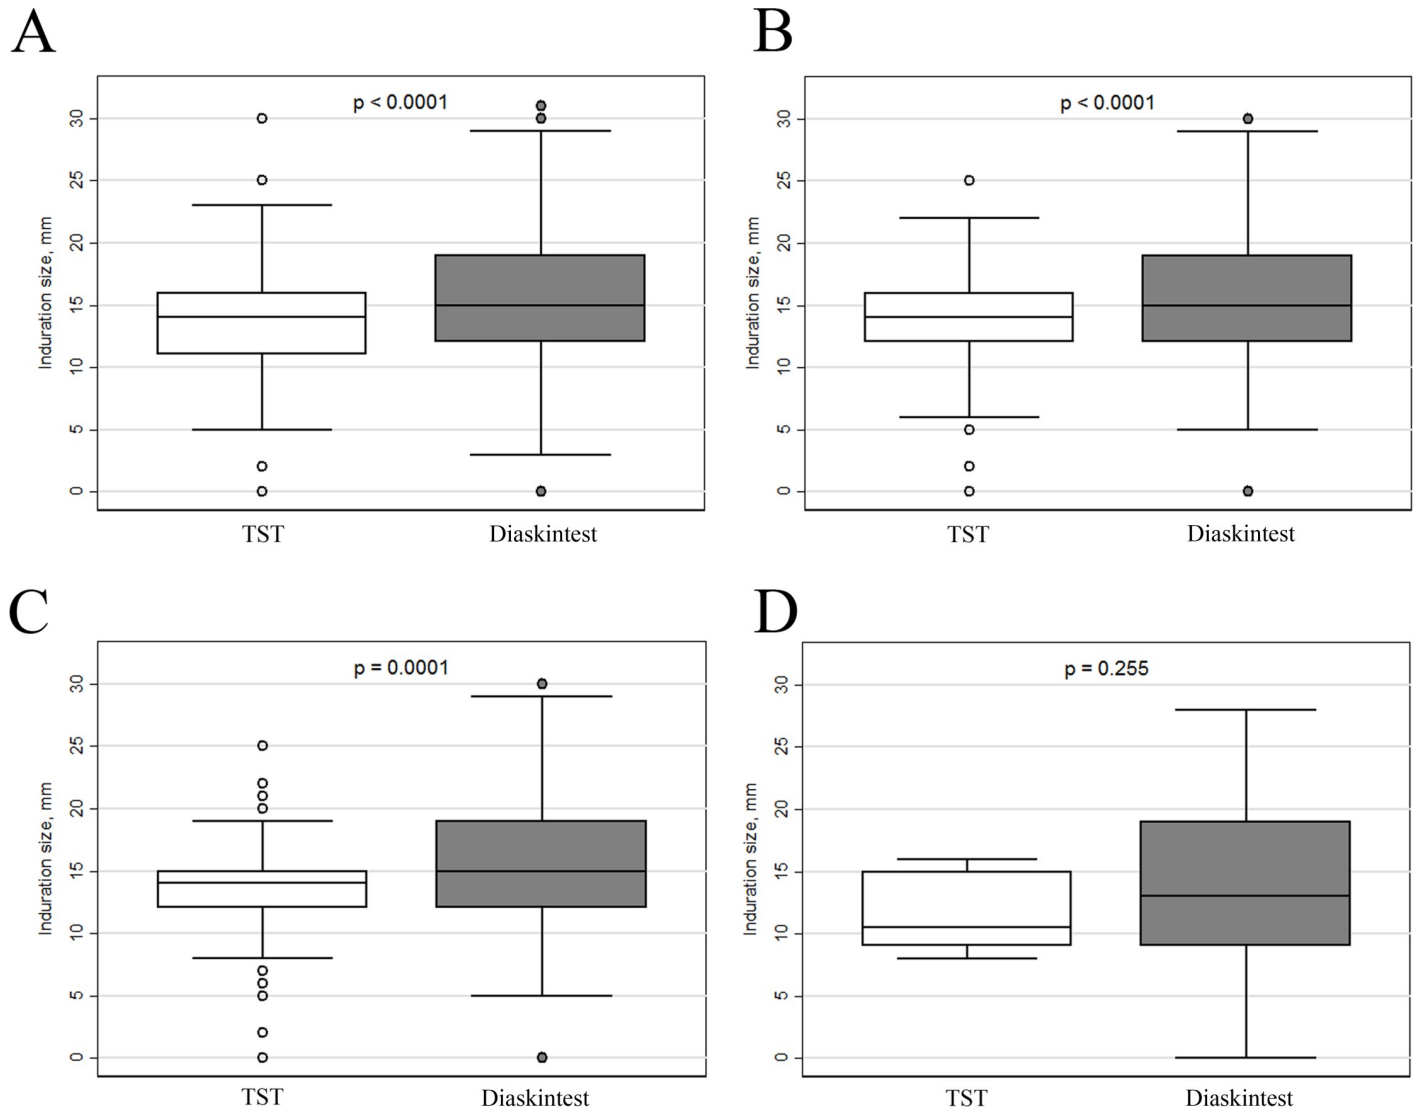 A
p < 0.0001
Induration size, mm
30
25
20
15
10
5
0
TST Diaskintest
B
p < 0.0001
Induration size, mm
30
25
20
15
10
5
0
TST Diaskintest
C
p = 0.0001
Induration size, mm
30
25
20
15
10
5
0
TST Diaskintest
D
p = 0.255
Induration size, mm
30
25
20
15
10
5
0
TST Diaskintest